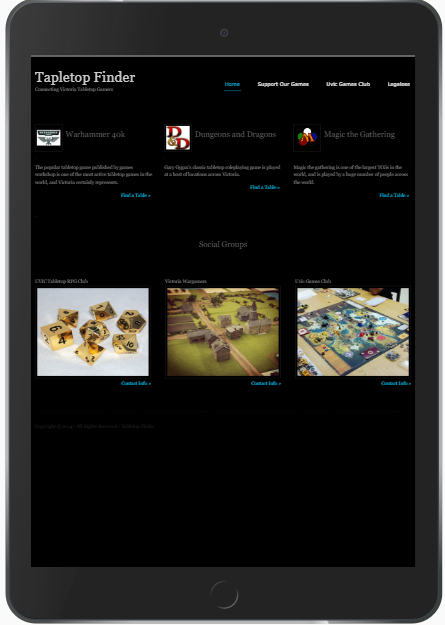 Tapletop Finder
Connecting Victoria Tabletop Gamers
Home Support Our Games Uvic Games Club Legalese
Warhammer 40k
The popular tabletop game published by games
workshop is one of the most active tabletop games in the
world, and Victoria certainly represents.
Find a Table »
D&D
Dungeons and Dragons
Gary Gygax's classic tabletop roleplaying game is played
at a host of locations across Victoria.
Find a Table »
Magic the Gathering
Magic the gathering is one of the largest TCGs in the
world, and is played by a huge number of people across
the world.
Find a Table »
Social Groups
UVIC Tabletop RPG Club
Contact Info »
Victoria Wargamers
Contact Info »
Uvic Games Club
Contact Info »
Copyright © 2014 - All Rights Reserved - Tabletop Finder